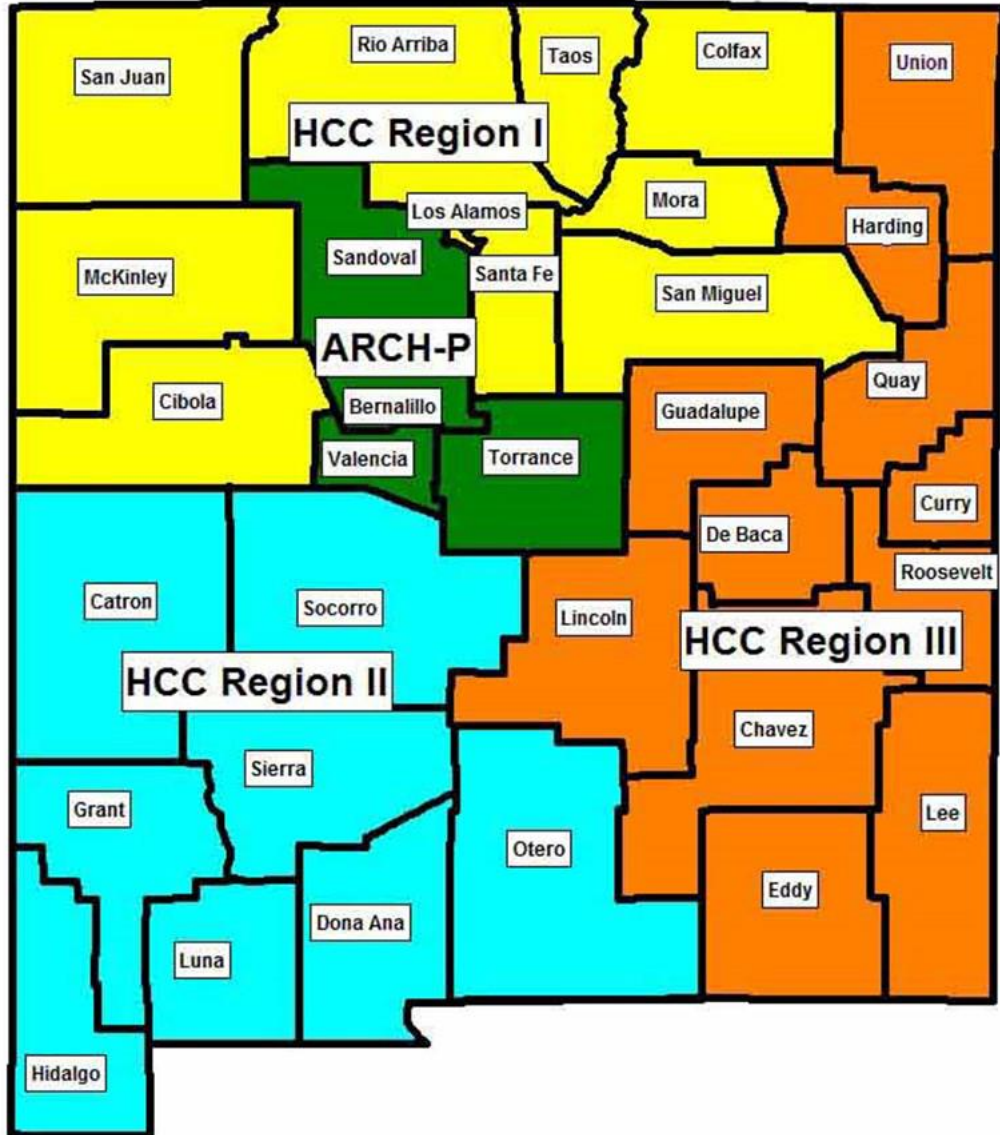 San Juan
Rio Arriba
Taos
Colfax
Union
HCC Region I
Mora
Los Alamos
Harding
Sandoval
McKinley
Santa Fe
San Miguel
ARCH-P
Quay
Cibola
Bernalillo
Guadalupe
Valencia
Torrance
Curry
De Baca
Roosevelt
Catron
Socorro
Lincoln
HCC Region III
HCC Region II
Chavez
Sierra
Grant
Lee
Otero
Eddy
Dona Ana
Luna
Hidalgo